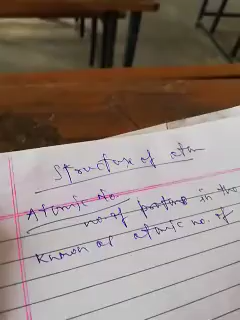 Structure of atom
Atomic No.
no. of protons in the
known as atomic no. of